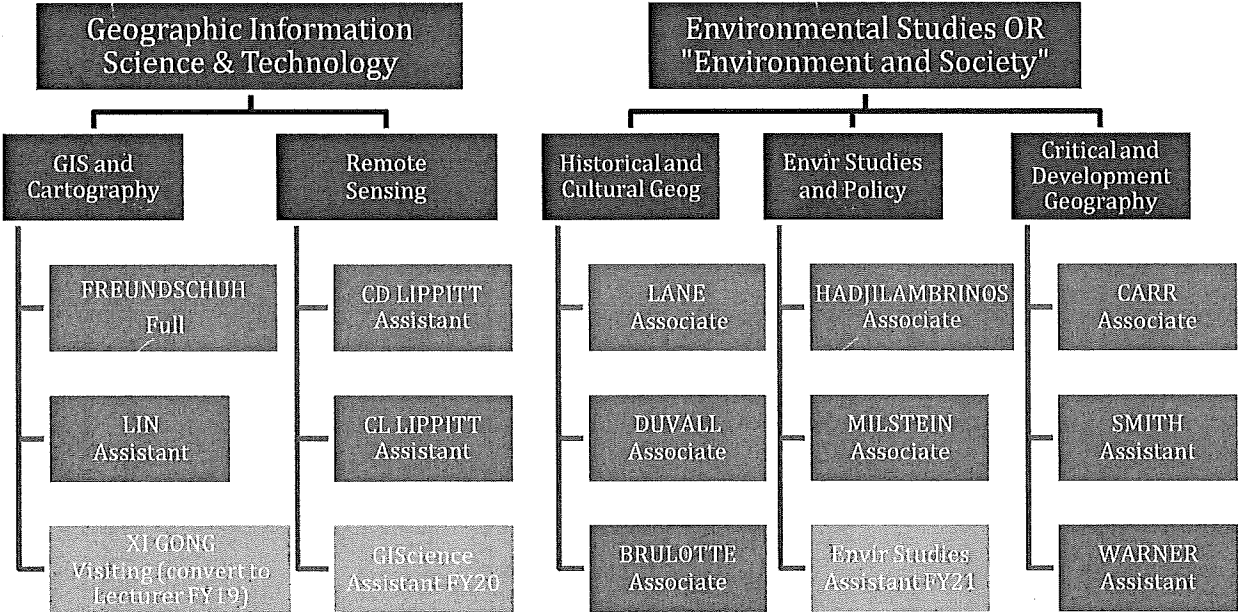 Geographic Information
Science & Technology
GIS and
Cartography
FREUNDSCHUH
Full
LIN
Assistant
XI GONG
Visiting (convert to
Lecturer FY19)
Remote
Sensing
CD LIPPITT
Assistant
CL LIPPITT
Assistant
GIScience
Assistant FY20
Environmental Studies OR
"Environment and Society"
Historical and
Cultural Geog
LANE
Associate
DUVALL
Associate
BRULOTTE
Associate
Envir Studies
and Policy
HADJILAMBRINOS
Associate
MILSTEIN
Associate
Envir Studies
Assistant FY21
Critical and
Development
Geography
CARR
Associate
SMITH
Assistant
WARNER
Assistant